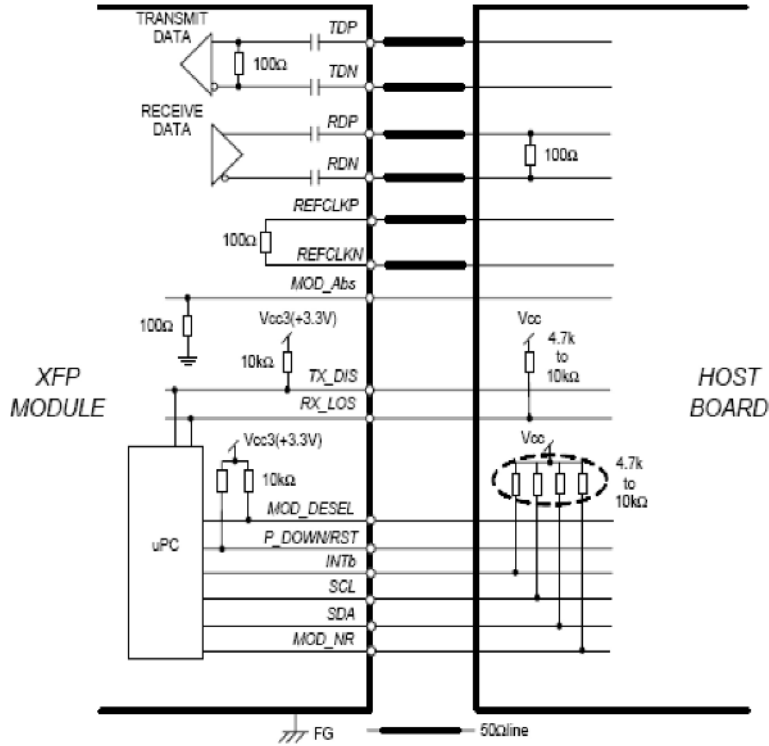 TRANSMIT
DATA
TDP
100Ω
TDN
RECEIVE
DATA
RDP
100Ω
RDN
REFCLKP
100Ω
REFCLKN
MOD_Abs
100Ω
Vcc3(+3.3V)
10kΩ
TX_DIS
RX_LOS
Vcc
4.7k
to
10kΩ
XFP
MODULE
HOST
BOARD
Vcc3(+3.3V)
10kΩ
Vcc
4.7k
to
10kΩ
MOD_DESEL
uPC
P_DOWN/RST
INTb
SCL
SDA
MOD_NR
FG
50Ωline